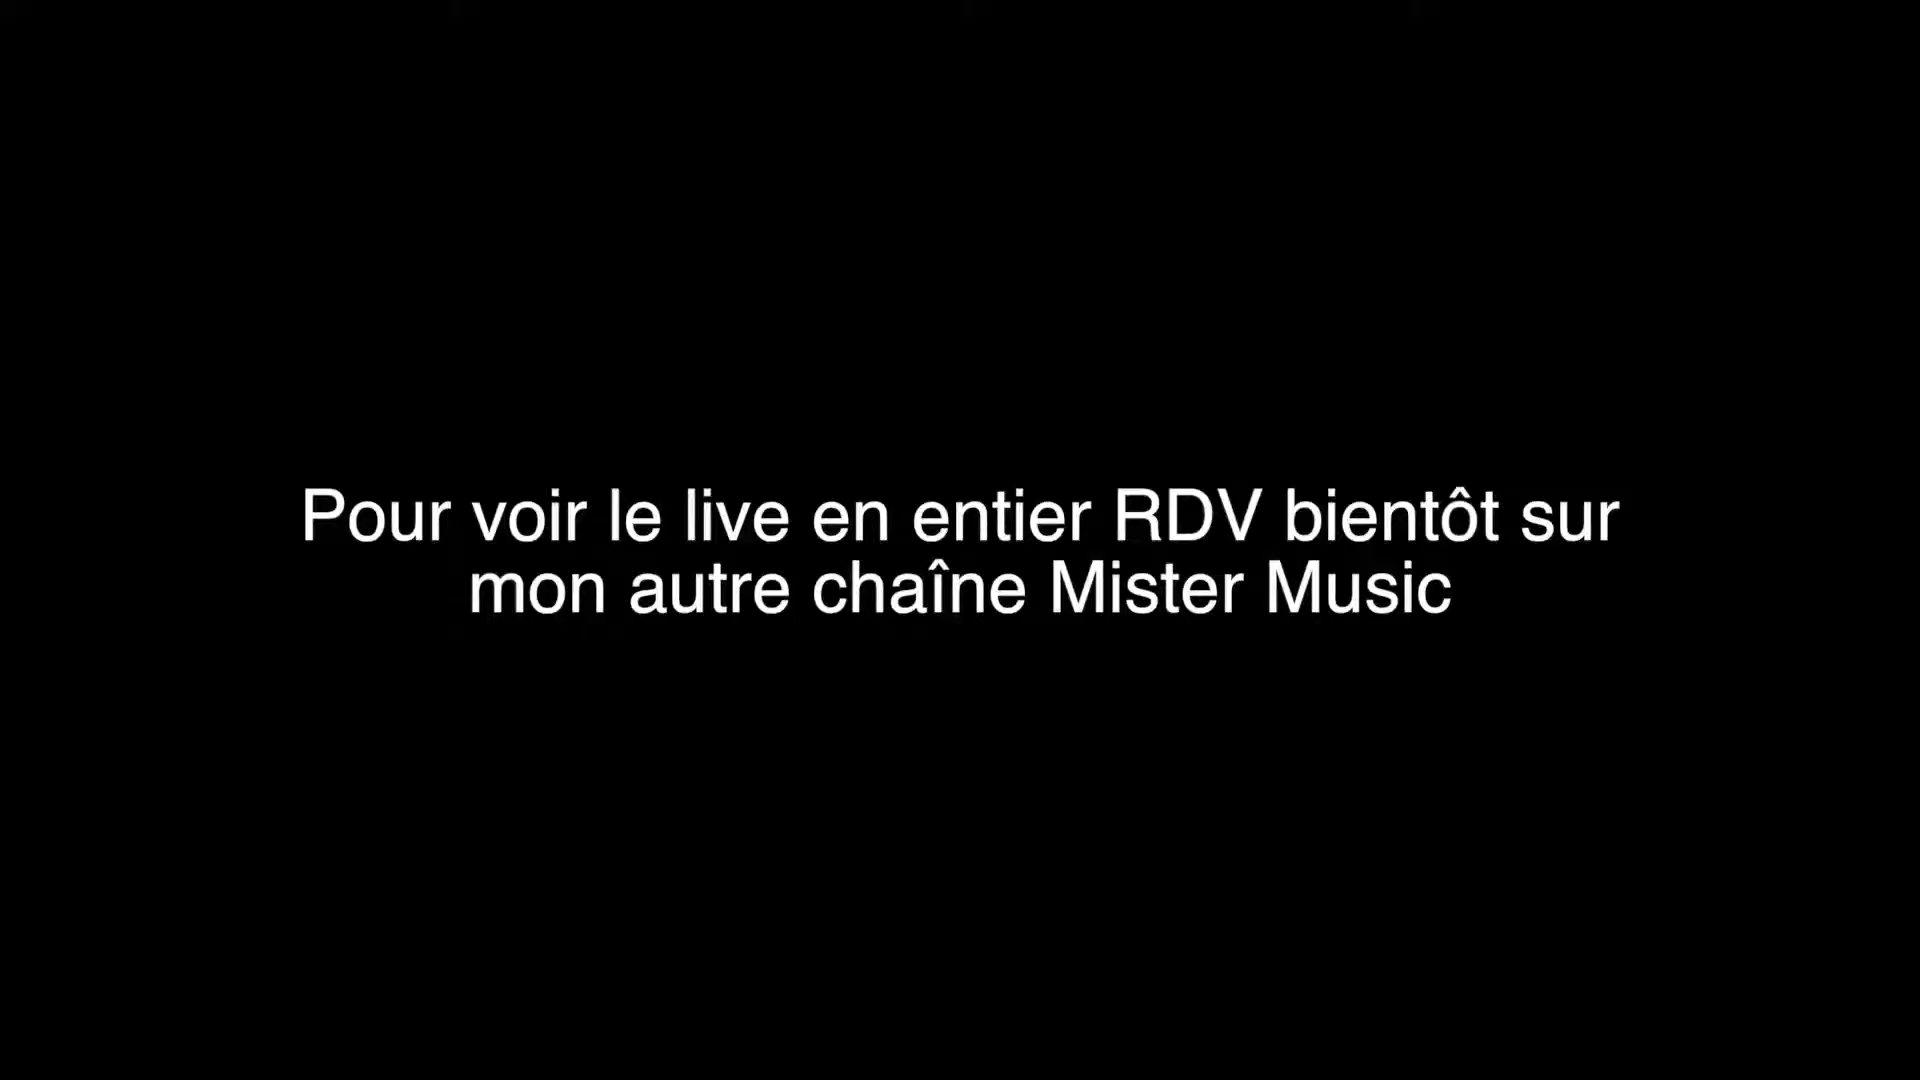 Pour voir le live en entier RDV bientôt sur
mon autre chaîne Mister Music